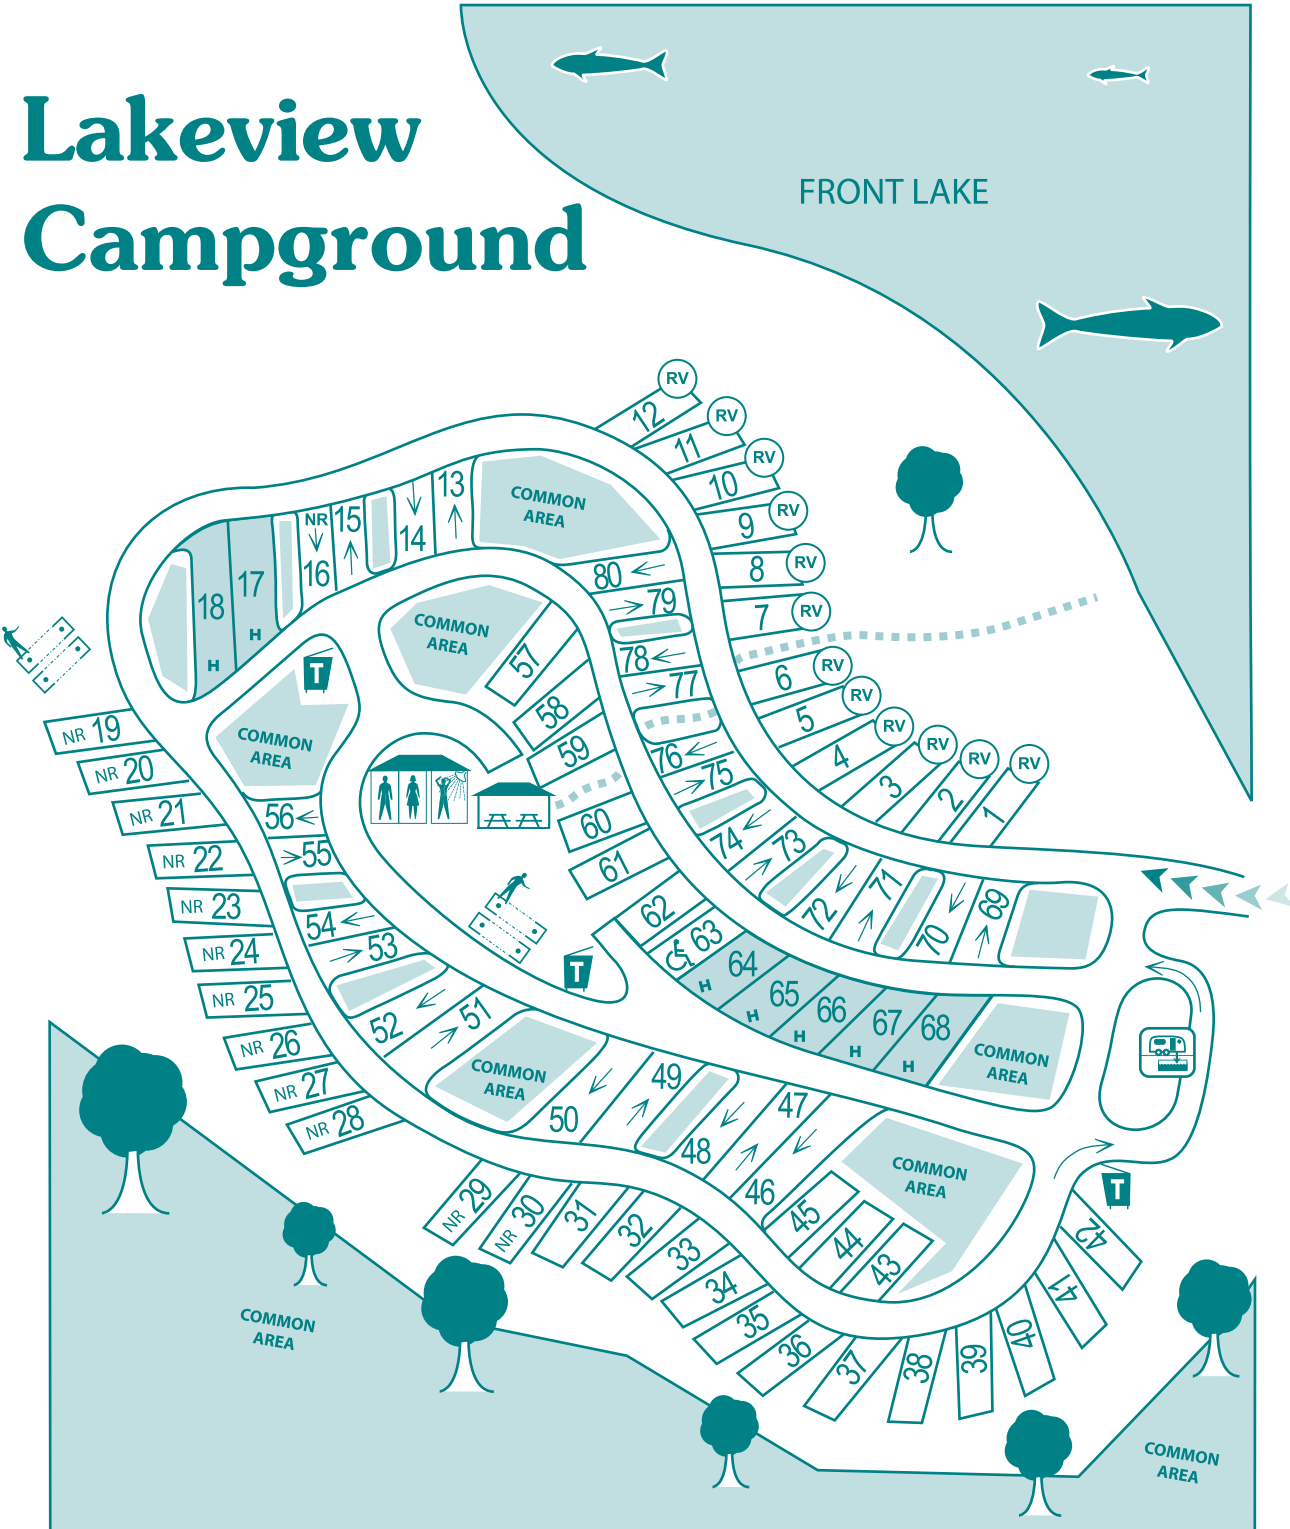 Lakeview
Campground
FRONT LAKE
RV
12
RV
11
RV
10
RV
9
RV
8
RV
7
RV
6
RV
5
RV
4
RV
3
RV
2
RV
1
13
14
15
NR
16
17
H
18
H
COMMON
AREA
80
79
78
77
76
75
74
73
72
71
70
69
COMMON
AREA
57
58
59
60
61
62
63
64
H
65
H
66
H
67
H
68
H
COMMON
AREA
T
COMMON
AREA
56
55
54
53
52
51
T
COMMON
AREA
50
49
48
47
46
45
44
43
COMMON
AREA
T
NR 19
NR 20
NR 21
NR 22
NR 23
NR 24
NR 25
NR 26
NR 27
NR 28
NR 29
NR 30
31
32
33
34
35
36
37
38
39
40
41
42
COMMON
AREA
COMMON
AREA